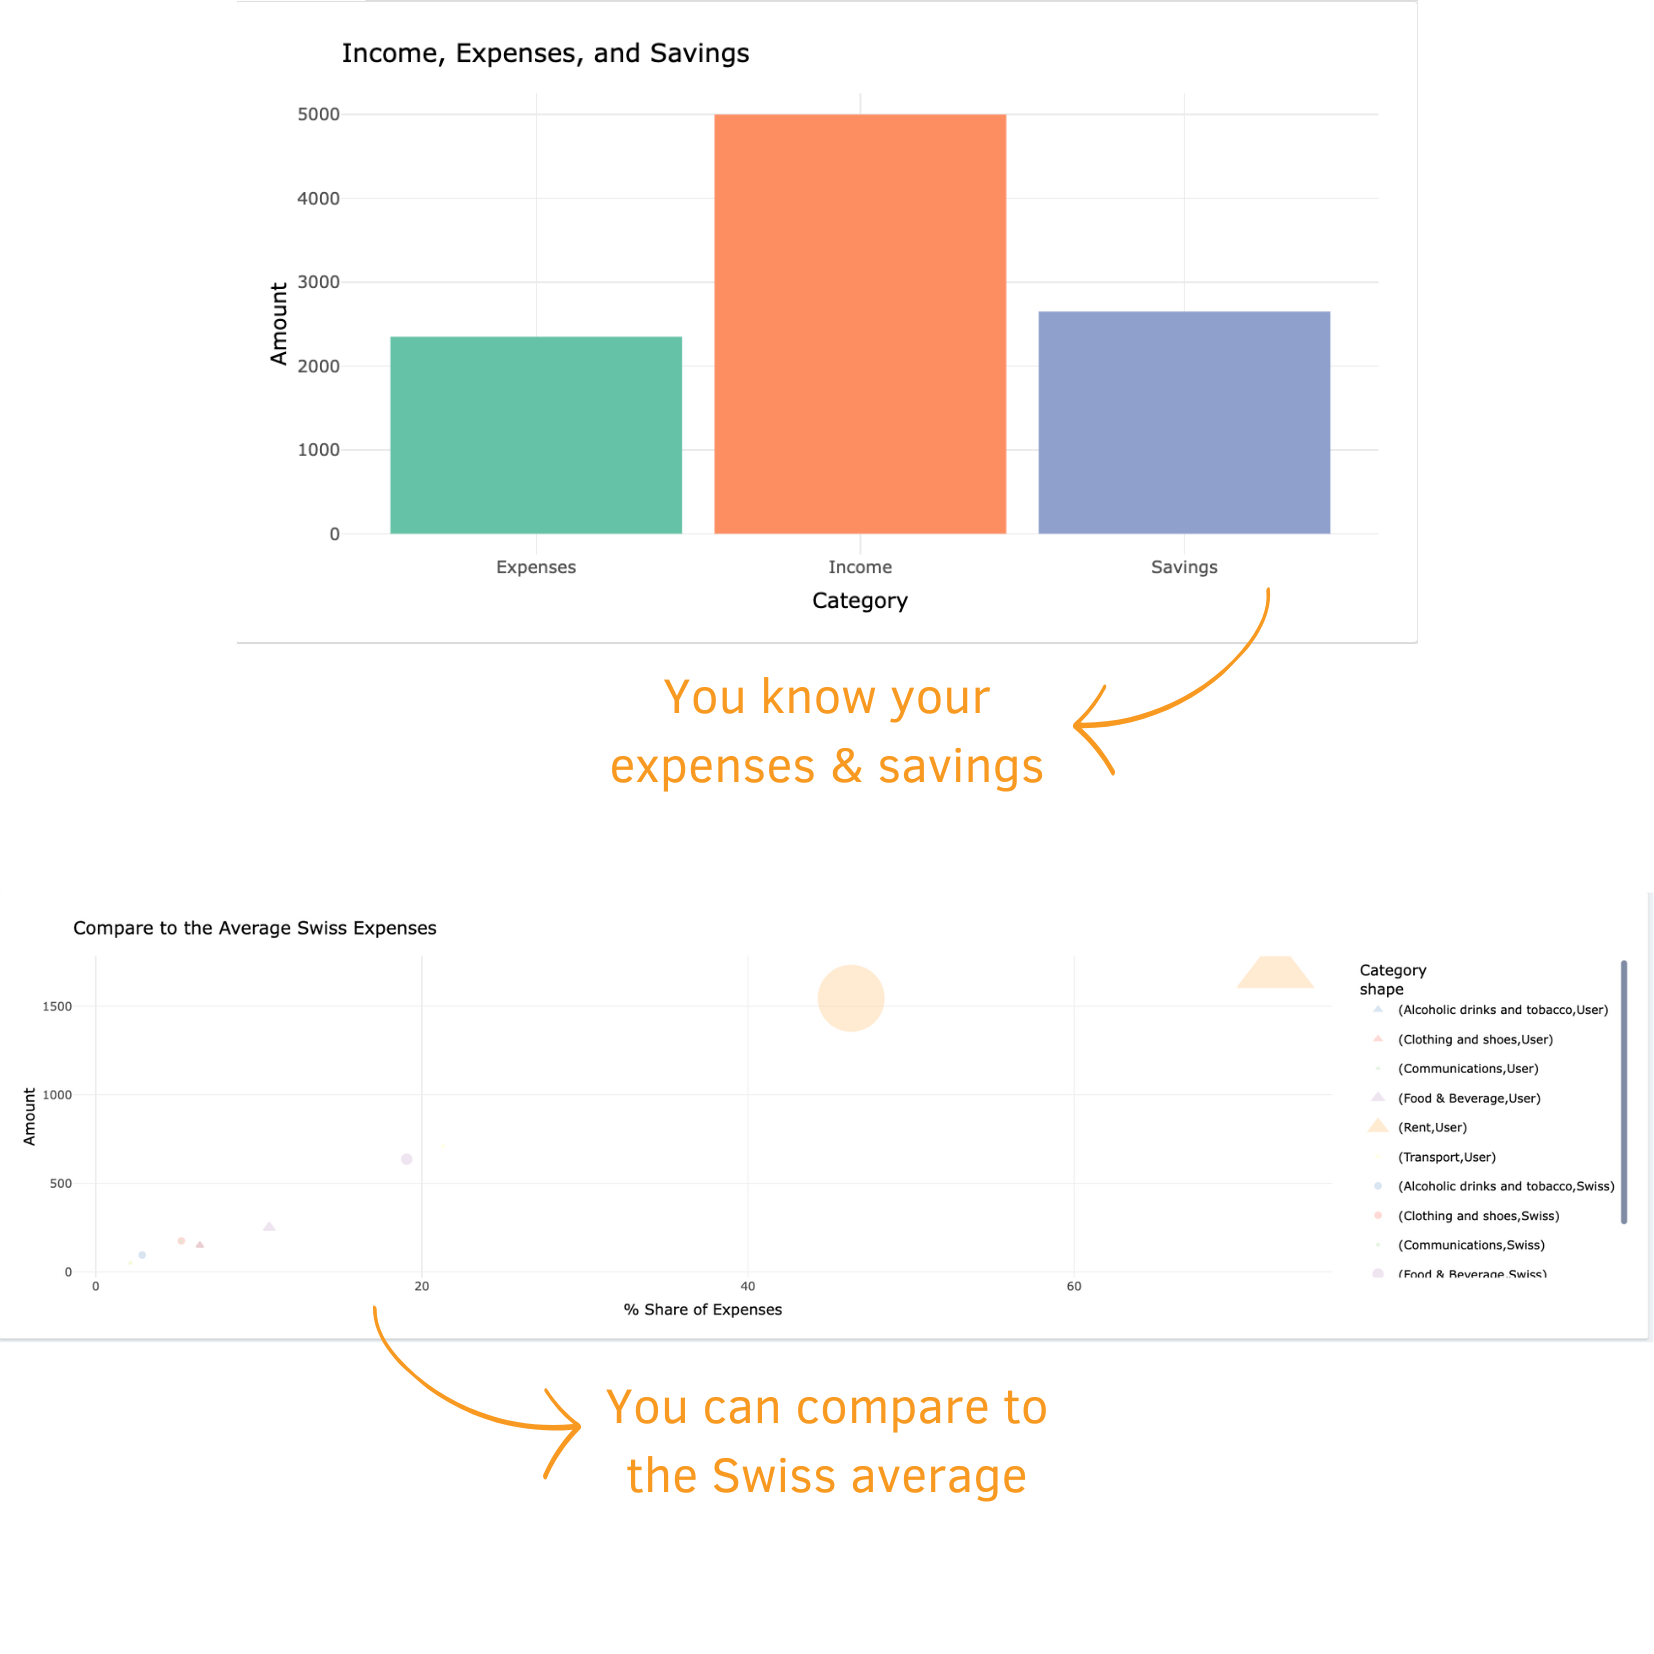 Income, Expenses, and Savings
5000
4000
3000
2000
1000
0
Amount
Expenses Income Savings
Category
You know your
expenses & savings
Compare to the Average Swiss Expenses
1500
1000
500
0
Amount
0 20 40 60
% Share of Expenses
Category
shape
(Alcoholic drinks and tobacco,User)
(Clothing and shoes,User)
(Communications,User)
(Food & Beverage,User)
(Rent,User)
(Transport,User)
(Alcoholic drinks and tobacco,Swiss)
(Clothing and shoes,Swiss)
(Communications,Swiss)
(Food & Beverage,Swiss)
You can compare to
the Swiss average